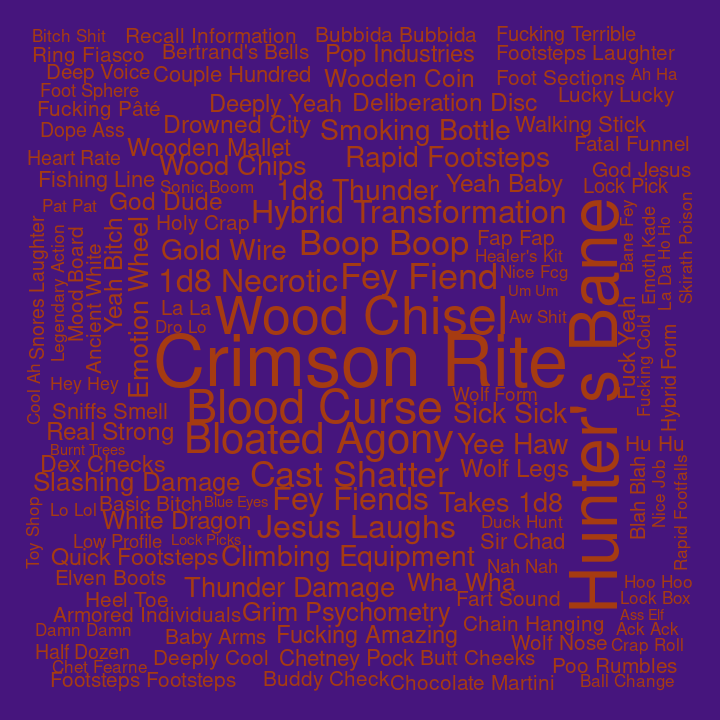 Bitch Shit
Recall Information
Bubbida Bubbida
Fucking Terrible
Ring Fiasco
Bertrand's Bells
Pop Industries
Footsteps Laughter
Deep Voice
Couple Hundred
Wooden Coin
Foot Sections
Ah Ha
Foot Sphere
Lucky Lucky
Fucking Pâté
Deeply Yeah
Deliberation Disc
Dope Ass
Drowned City
Smoking Bottle
Walking Stick
Wooden Mallet
Fatal Funnel
Heart Rate
Wood Chips
Rapid Footsteps
God Jesus
Fishing Line
Sonic Boom
1d8 Thunder
Yeah Baby
Lock Pick
Pat Pat
God Dude
Hybrid Transformation
Holy Crap
Gold Wire
Boop Boop
Fap Fap
Healer's Kit
1d8 Necrotic
Fey Fiend
Nice Fcg
Um Um
La La
Wood Chisel
Aw Shit
Dro Lo
Crimson Rite
Hunter's Bane
Snores Laughter
Legendary Action
Mood Board
Ancient White
Yeah Bitch
Emotion Wheel
Bane Fey
Emoth Kade
La Da Ho Ho
Skirath Poison
Fuck Yeah
Fucking Cold
Hybrid Form
Cool Ah
Hey Hey
Wolf Form
Sniffs Smell
Blood Curse
Sick Sick
Real Strong
Bloated Agony
Yee Haw
Hu Hu
Burnt Trees
Dex Checks
Cast Shatter
Wolf Legs
Slashing Damage
Blah Blah
Nice Job
Rapid Footfalls
Basic Bitch
Blue Eyes
Fey Fiends
Takes 1d8
Lo Lol
Toy Shop
White Dragon
Jesus Laughs
Duck Hunt
Low Profile
Lock Picks
Sir Chad
Quick Footsteps
Climbing Equipment
Nah Nah
Elven Boots
Thunder Damage
Wha Wha
Hoo Hoo
Heel Toe
Fart Sound
Lock Box
Armored Individuals
Grim Psychometry
Chain Hanging
Ass Elf
Damn Damn
Baby Arms
Fucking Amazing
Ack Ack
Half Dozen
Wolf Nose
Crap Roll
Chet Fearne
Deeply Cool
Chetney Pock
Butt Cheeks
Poo Rumbles
Footsteps Footsteps
Buddy Check
Chocolate Martini
Ball Change